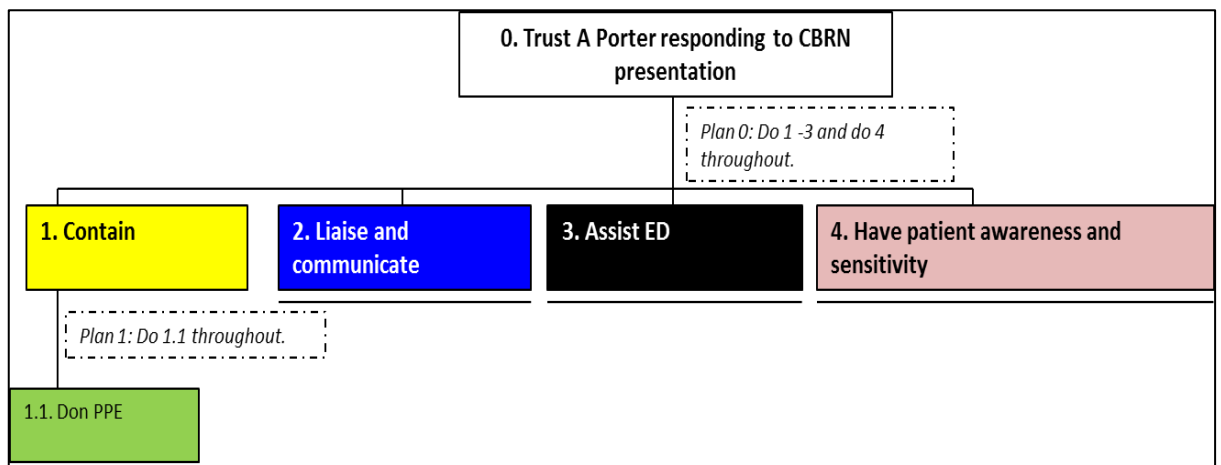 0. Trust A Porter responding to CBRN
presentation
Plan 0: Do 1 -3 and do 4
throughout.
1. Contain
2. Liaise and
communicate
3. Assist ED
4. Have patient awareness and
sensitivity
Plan 1: Do 1.1 throughout.
1.1. Don PPE